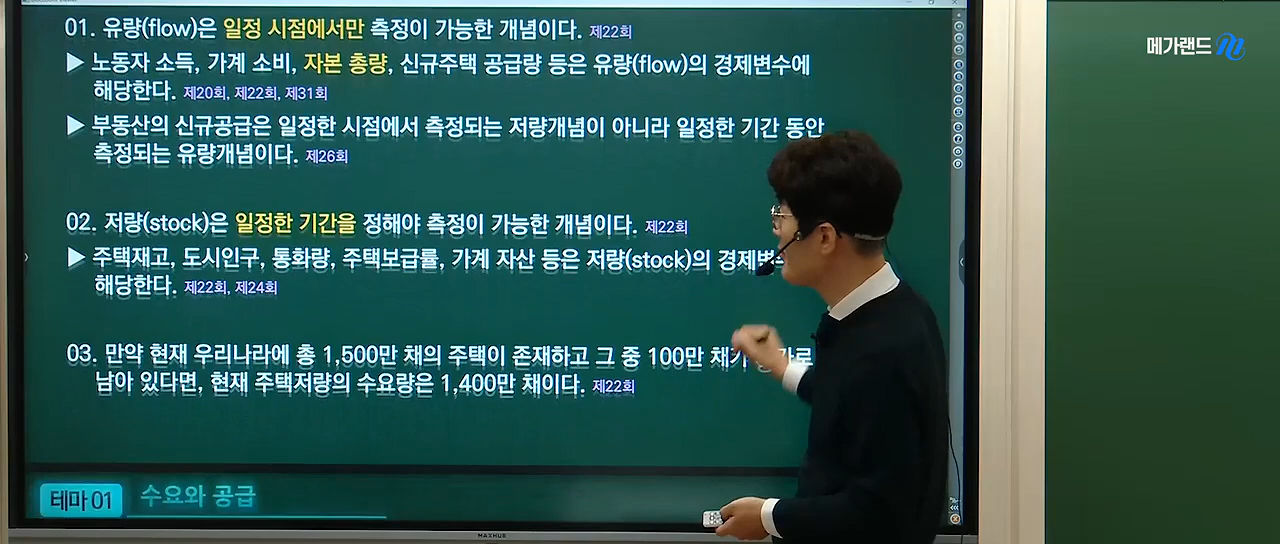 01. 유량(flow)은 일정 시점에서만 측정이 가능한 개념이다. 제22회
▶ 노동자 소득, 가계 소비, 자본 총량, 신규주택 공급량 등은 유량(flow)의 경제변수에
해당한다. 제20회, 제22회, 제31회
▶ 부동산의 신규공급은 일정한 시점에서 측정되는 저량개념이 아니라 일정한 기간 동안
측정되는 유량개념이다. 제26회
02. 저량(stock)은 일정한 기간을 정해야 측정이 가능한 개념이다. 제22회
▶ 주택재고, 도시인구, 통화량, 주택보급률, 가계 자산 등은 저량(stock)의
해당한다. 제22회, 제24회
03. 만약 현재 우리나라에 총 1,500만 채의 주택이 존재하고 그 중 100만
남아 있다면, 현재 주택저량의 수요량은 1,400만 채이다. 제22회
테마 01 수요와 공급
MAXHUB
메가랜드